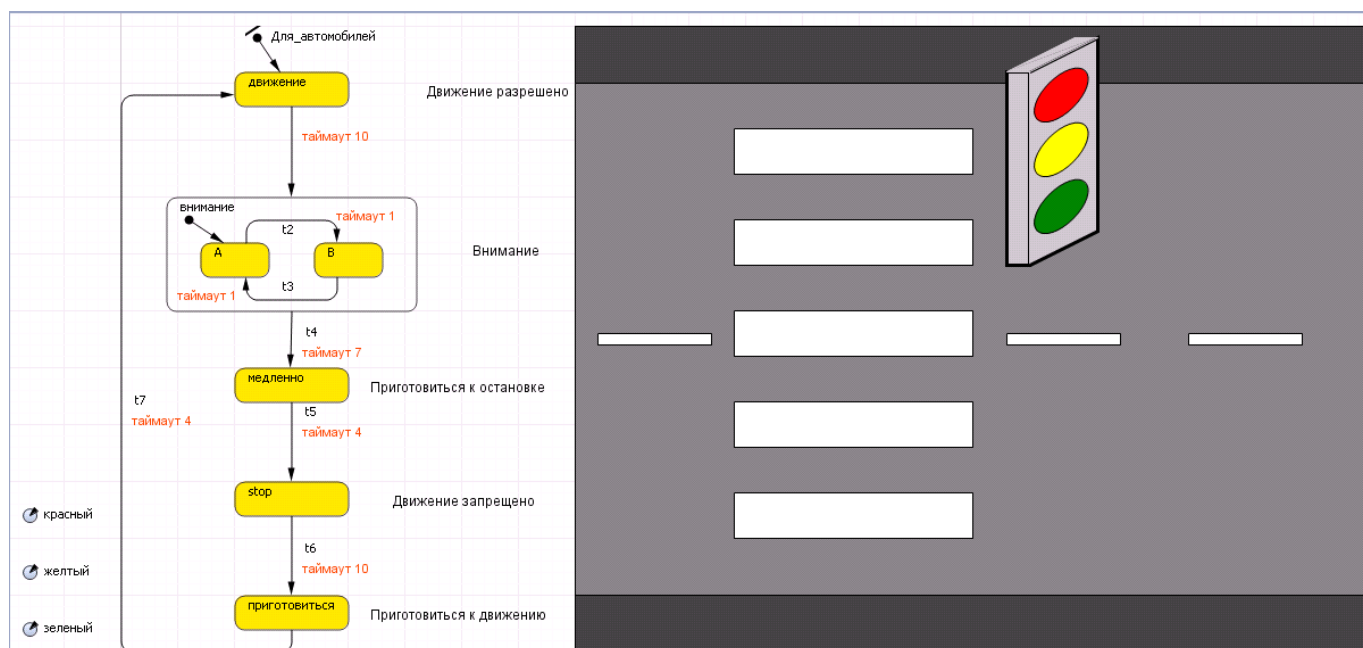 Для_автомобилей
движение
Движение разрешено
таймаут 10
внимание
таймаут 1
t2
A
B
Внимание
t3
таймаут 1
t4
таймаут 7
медленно
Приготовиться к остановке
t7
t5
таймаут 4
таймаут 4
stop
Движение запрещено
красный
t6
таймаут 10
желтый
приготовиться
Приготовиться к движению
зеленый